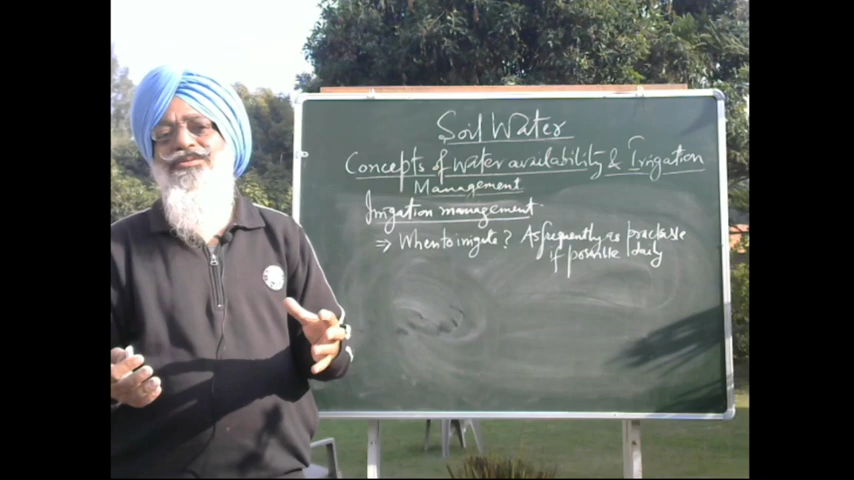 Soil Water
Concepts of water availability & Irrigation
Management
Irrigation management
⇒ When to irrigate? As frequently as practicable
if possible daily